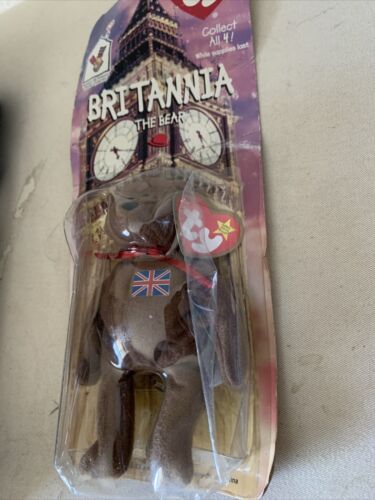 Collect
All 4!
While supplies last
BRITANNIA
THE BEAR
ty